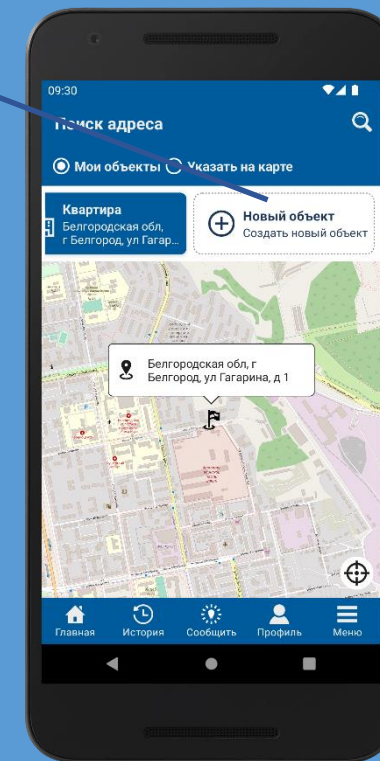 09:30
Поиск адреса
Мои объекты Указать на карте
Квартира
Белгородская обл,
г Белгород, ул Гагар...
Новый объект
Создать новый объект
Белгородская обл, г
Белгород, ул Гагарина, д 1
Главная История Сообщить Профиль Меню